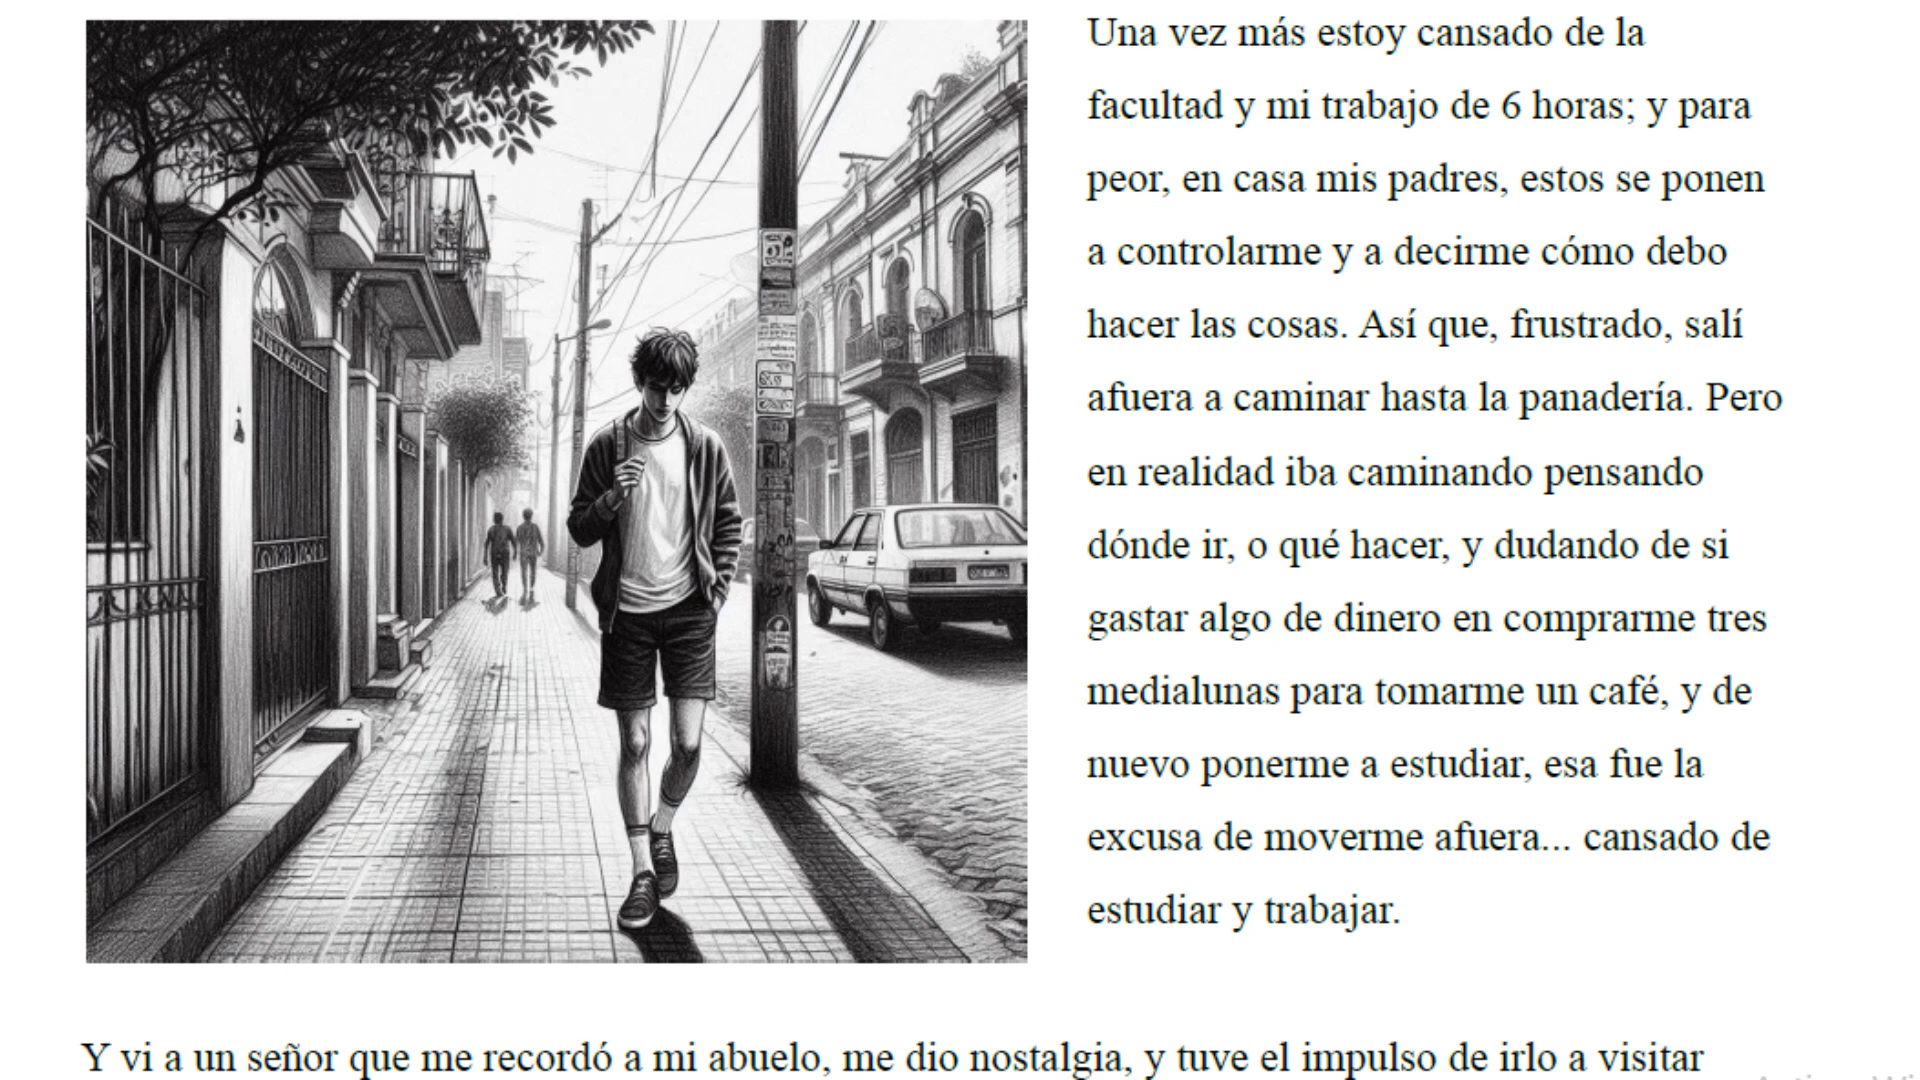 Una vez más estoy cansado de la
facultad y mi trabajo de 6 horas; y para
peor, en casa mis padres, estos se ponen
a controlarme y a decirme cómo debo
hacer las cosas. Así que, frustrado, salí
afuera a caminar hasta la panadería. Pero
en realidad iba caminando pensando
dónde ir, o qué hacer, y dudando de si
gastar algo de dinero en comprarme tres
medialunas para tomarme un café, y de
nuevo ponerme a estudiar, esa fue la
excusa de moverme afuera... cansado de
estudiar y trabajar.
Y vi a un señor que me recordó a mi abuelo, me dio nostalgia, y tuve el impulso de irlo a visitar